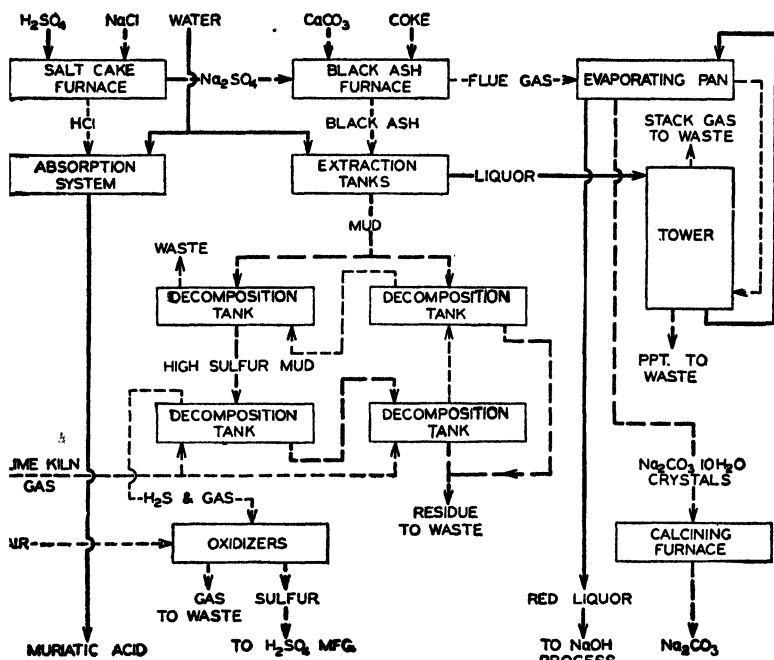 H₂SO₄ NaCl WATER CaCO₃ COKE
SALT CAKE
FURNACE
Na₂SO₄
BLACK ASH
FURNACE
FLUE GAS
EVAPORATING PAN
HCl
BLACK ASH
STACK GAS
TO WASTE
ABSORPTION
SYSTEM
EXTRACTION
TANKS
LIQUOR
TOWER
MUD
WASTE
DECOMPOSITION
TANK
DECOMPOSITION
TANK
PPT. TO
WASTE
HIGH SULFUR MUD
DECOMPOSITION
TANK
DECOMPOSITION
TANK
LIME KILN
GAS
Na₂CO₃ 10H₂O
CRYSTALS
H₂S & GAS
RESIDUE
TO WASTE
AIR
OXIDIZERS
CALCINING
FURNACE
GAS
TO WASTE
SULFUR
RED LIQUOR
MURIATIC ACID
TO H₂SO₄ MFG.
TO NaOH
PROCESS
Na₂CO₃